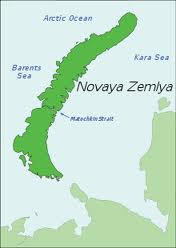 Arctic Ocean
Barents
Sea
Kara Sea
Novaya Zemlya
Matochkin Strait